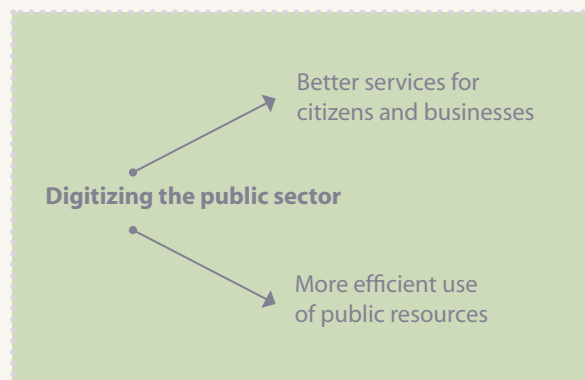 Better services for
citizens and businesses
Digitizing the public sector
More efficient use
of public resources